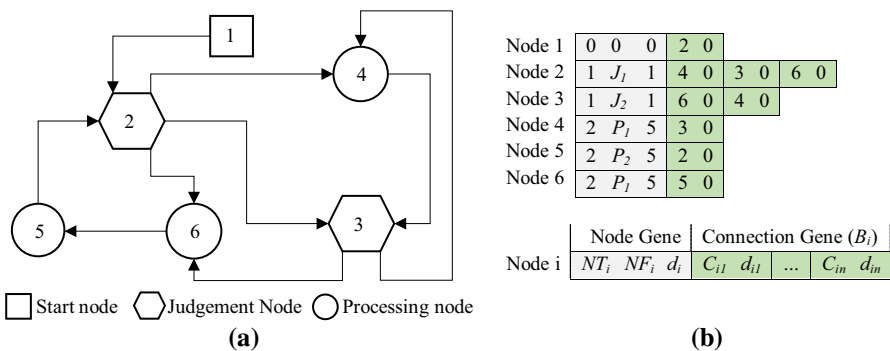 1
4
2
3
5
6
Start node
Judgement Node
Processing node
(a)
Node 1 0 0 0 2 0
Node 2 1 J1 1 4 0 3 0 6 0
Node 3 1 J2 1 6 0 4 0
Node 4 2 P1 5 3 0
Node 5 2 P2 5 2 0
Node 6 2 P1 5 5 0
Node Gene Connection Gene (Bi)
Node i NTi NFi di Ci1 di1 ... Cin din
(b)